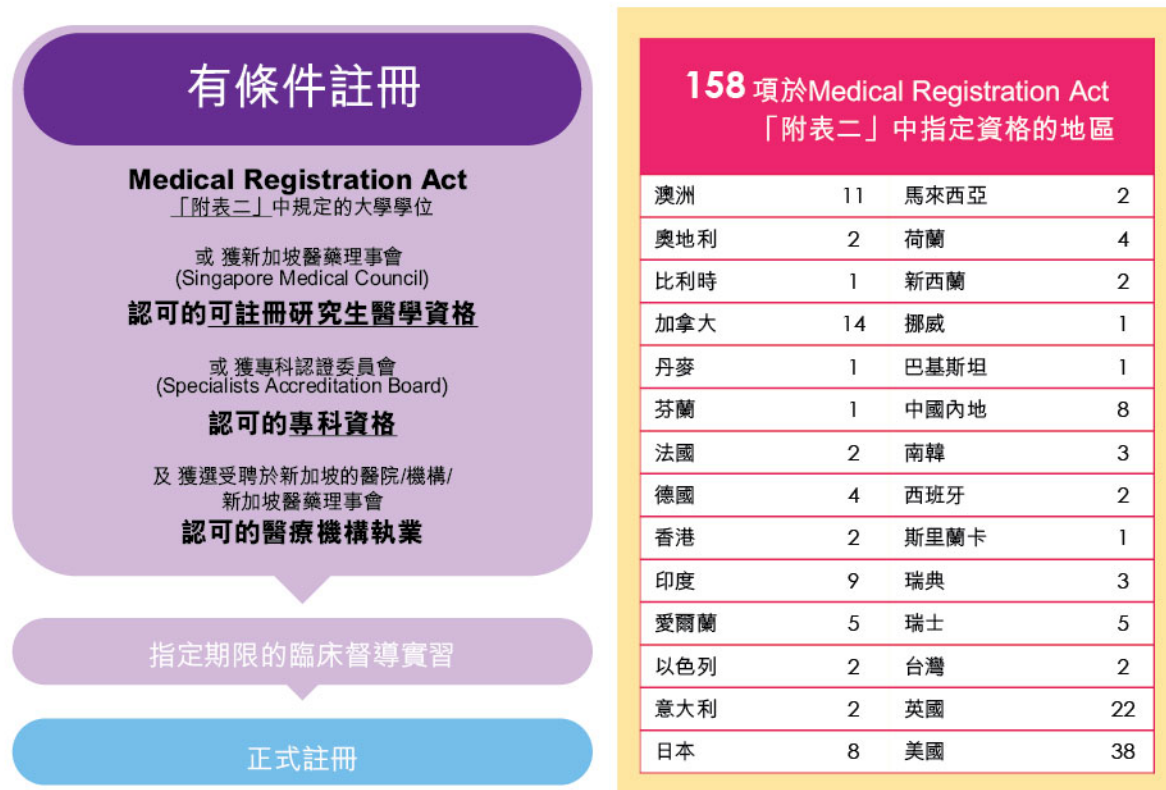 有條件註冊
Medical Registration Act
「附表二」中規定的大學學位
或 獲新加坡醫藥理事會
(Singapore Medical Council)
認可的可註冊研究生醫學資格
或 獲專科認證委員會
(Specialists Accreditation Board)
認可的專科資格
及 獲選受聘於新加坡的醫院/機構/
新加坡醫藥理事會
認可的醫療機構執業
指定期限的臨床督導實習
正式註冊
158 項於Medical Registration Act
「附表二」中指定資格的地區
澳洲 11 馬來西亞 2
奧地利 2 荷蘭 4
比利時 1 新西蘭 2
加拿大 14 挪威 1
丹麥 1 巴基斯坦 1
芬蘭 1 中國內地 8
法國 2 南韓 3
德國 4 西班牙 2
香港 2 斯里蘭卡 1
印度 9 瑞典 3
愛爾蘭 5 瑞士 5
以色列 2 台灣 2
意大利 2 英國 22
日本 8 美國 38